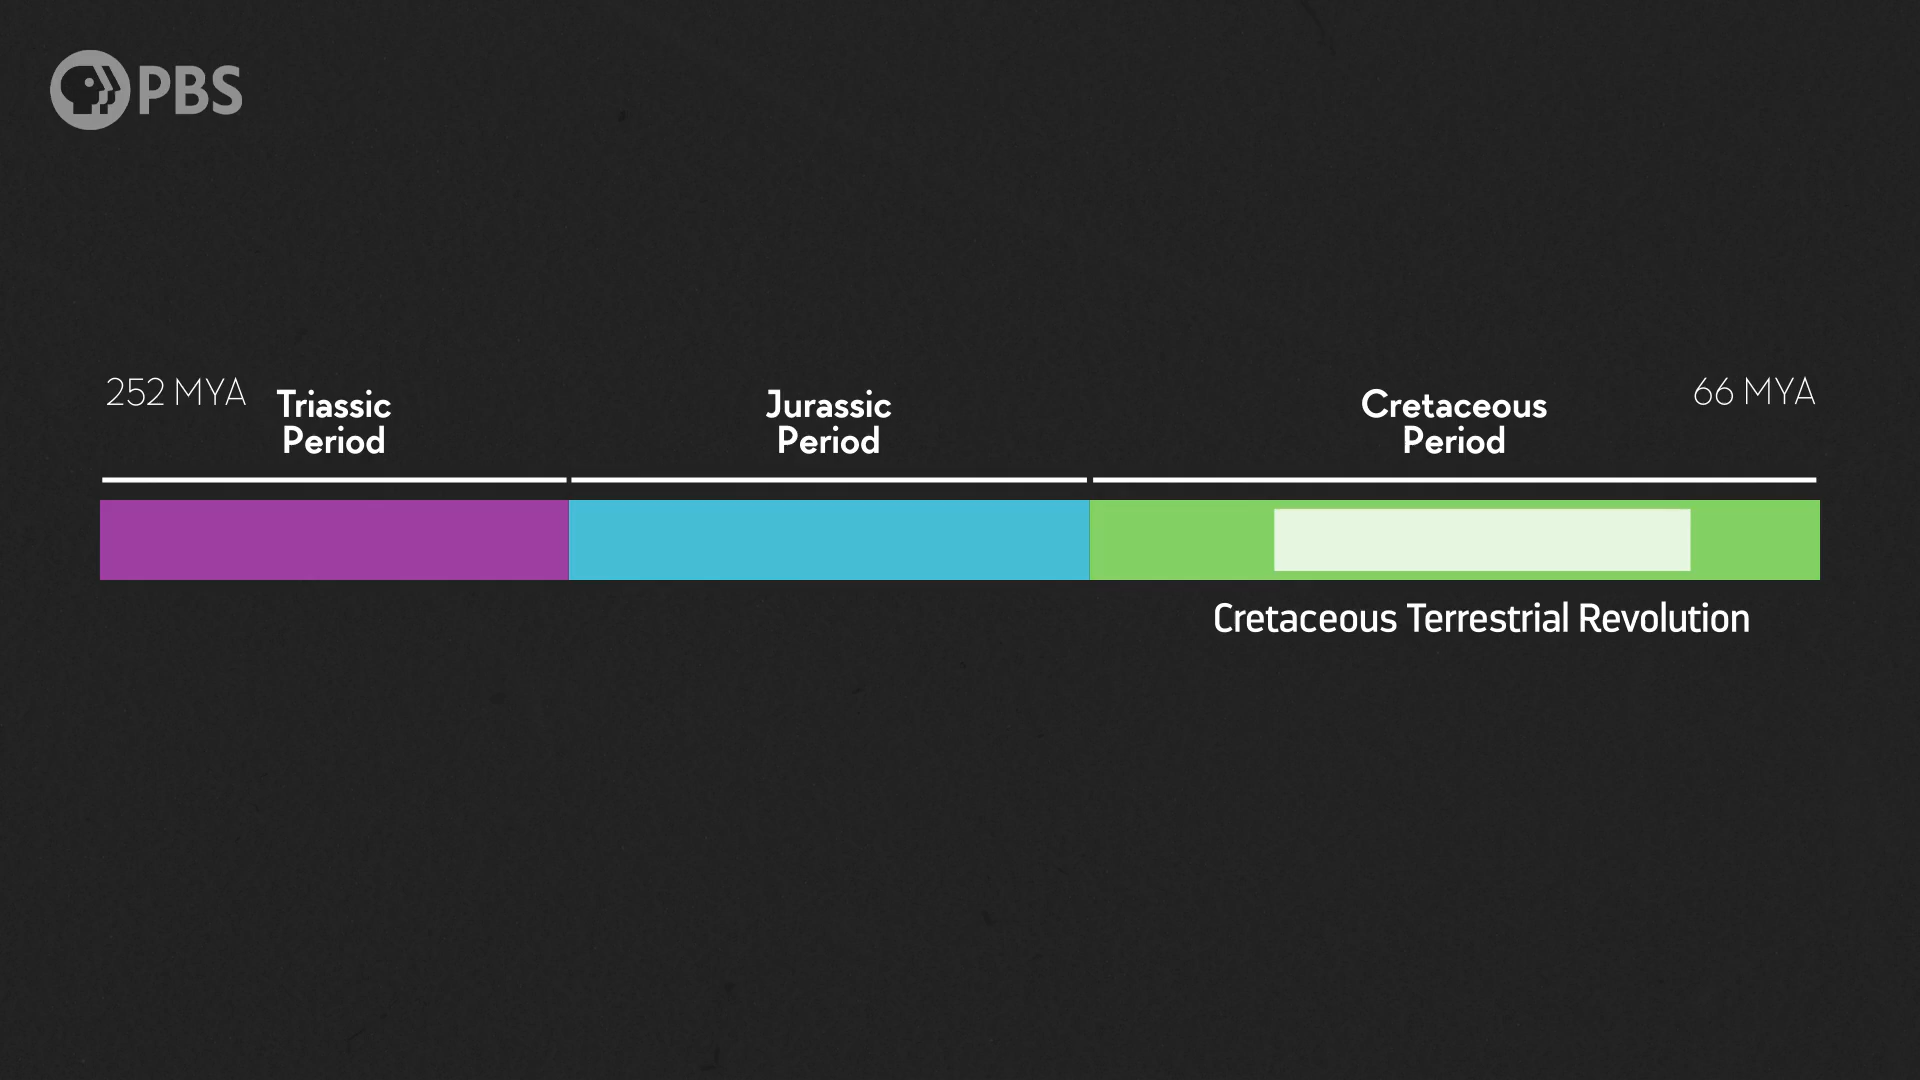 PBS
252 MYA
Triassic
Period
Jurassic
Period
Cretaceous
Period
66 MYA
Cretaceous Terrestrial Revolution